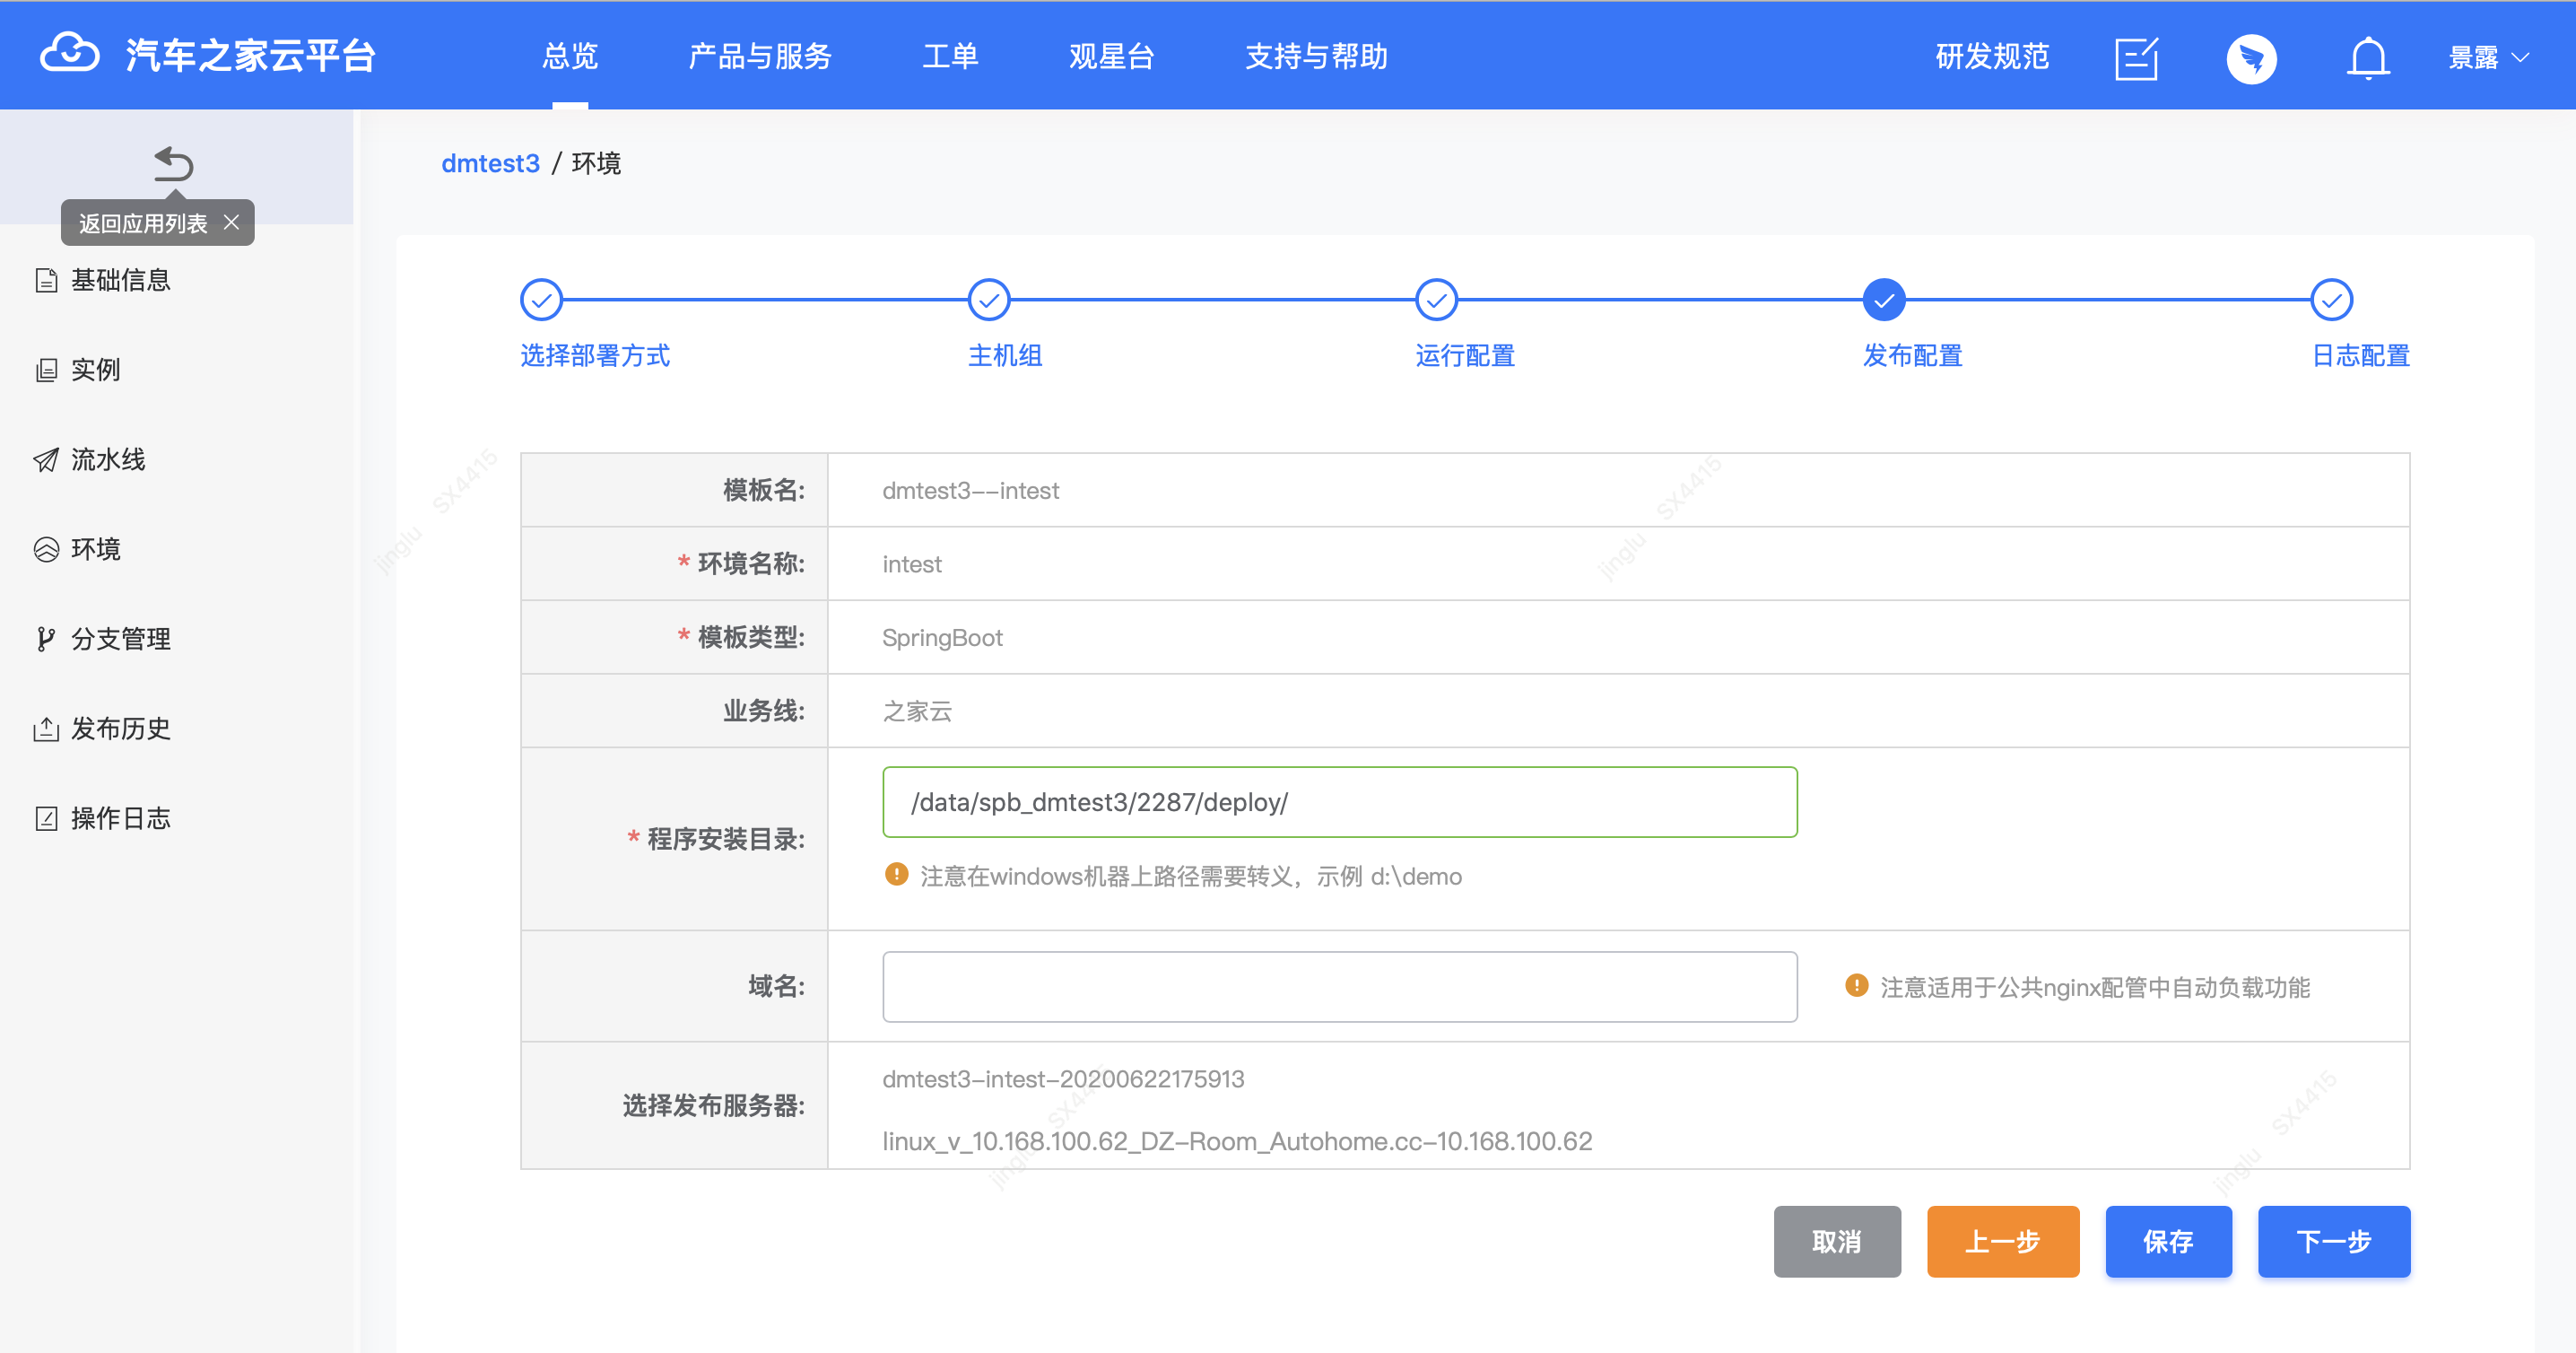 汽车之家云平台
总览 产品与服务 工单 观星台 支持与帮助 研发规范 景露
返回应用列表
基础信息
实例
流水线
环境
分支管理
发布历史
操作日志
dmtest3 / 环境
选择部署方式 主机组 运行配置 发布配置 日志配置
模板名: dmtest3--intest
* 环境名称: intest
* 模板类型: SpringBoot
业务线: 之家云
* 程序安装目录: /data/spb_dmtest3/2287/deploy/
注意在windows机器上路径需要转义，示例 d:\demo
域名: 注意适用于公共nginx配管中自动负载功能
选择发布服务器: dmtest3-intest-20200622175913
linux_v_10.168.100.62_DZ-Room_Autohome.cc-10.168.100.62
取消 上一步 保存 下一步
jinglu SX4415
jinglu SX4415
jinglu SX4415
jinglu SX4415